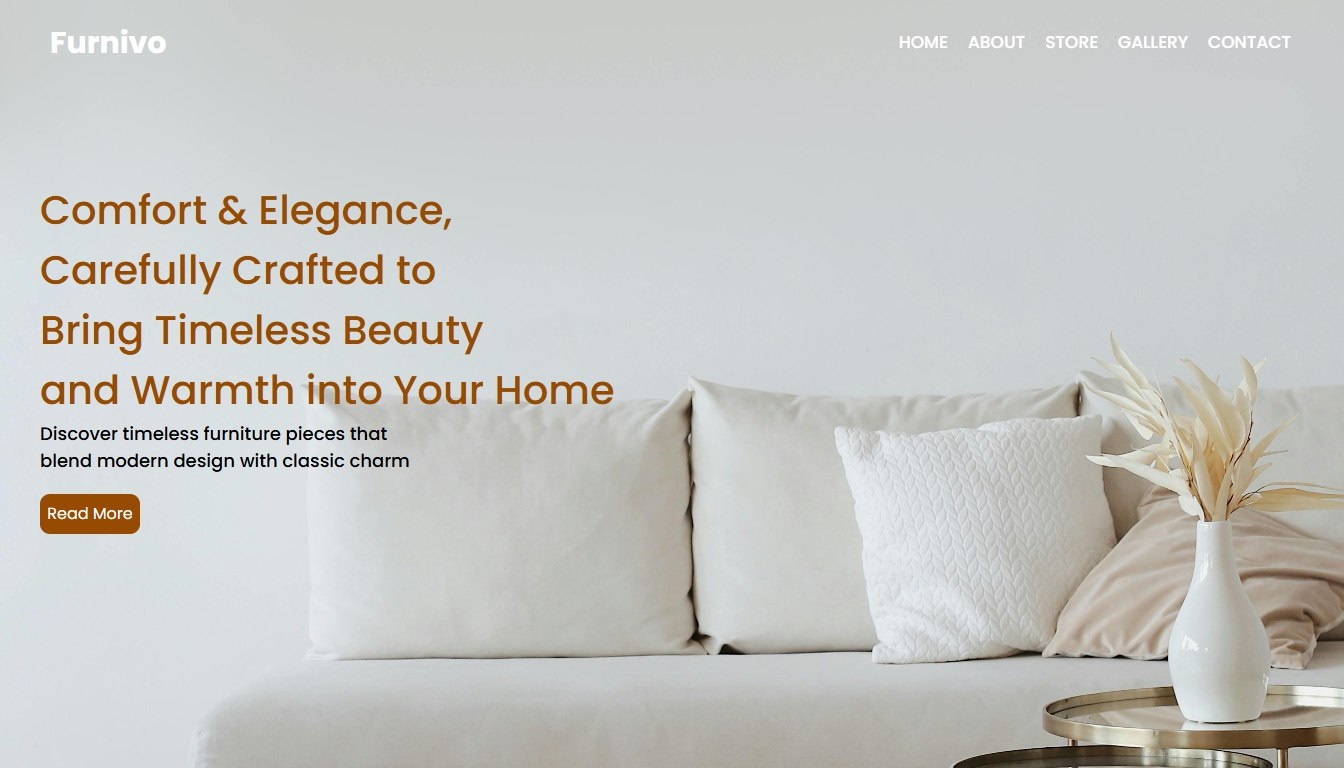 Furnivo
HOME ABOUT STORE GALLERY CONTACT
Comfort & Elegance,
Carefully Crafted to
Bring Timeless Beauty
and Warmth into Your Home
Discover timeless furniture pieces that
blend modern design with classic charm
Read More